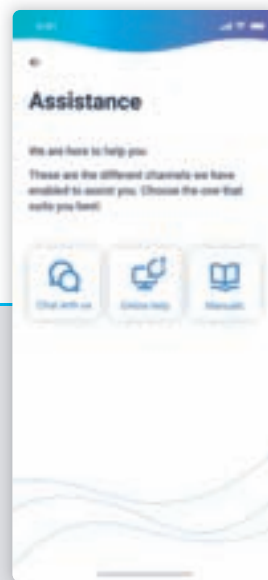 Assistance
We are here to help you
These are the different channels we have
enabled to assist you. Choose the one that
suits you best!
Chat with us
Online help
Manuals